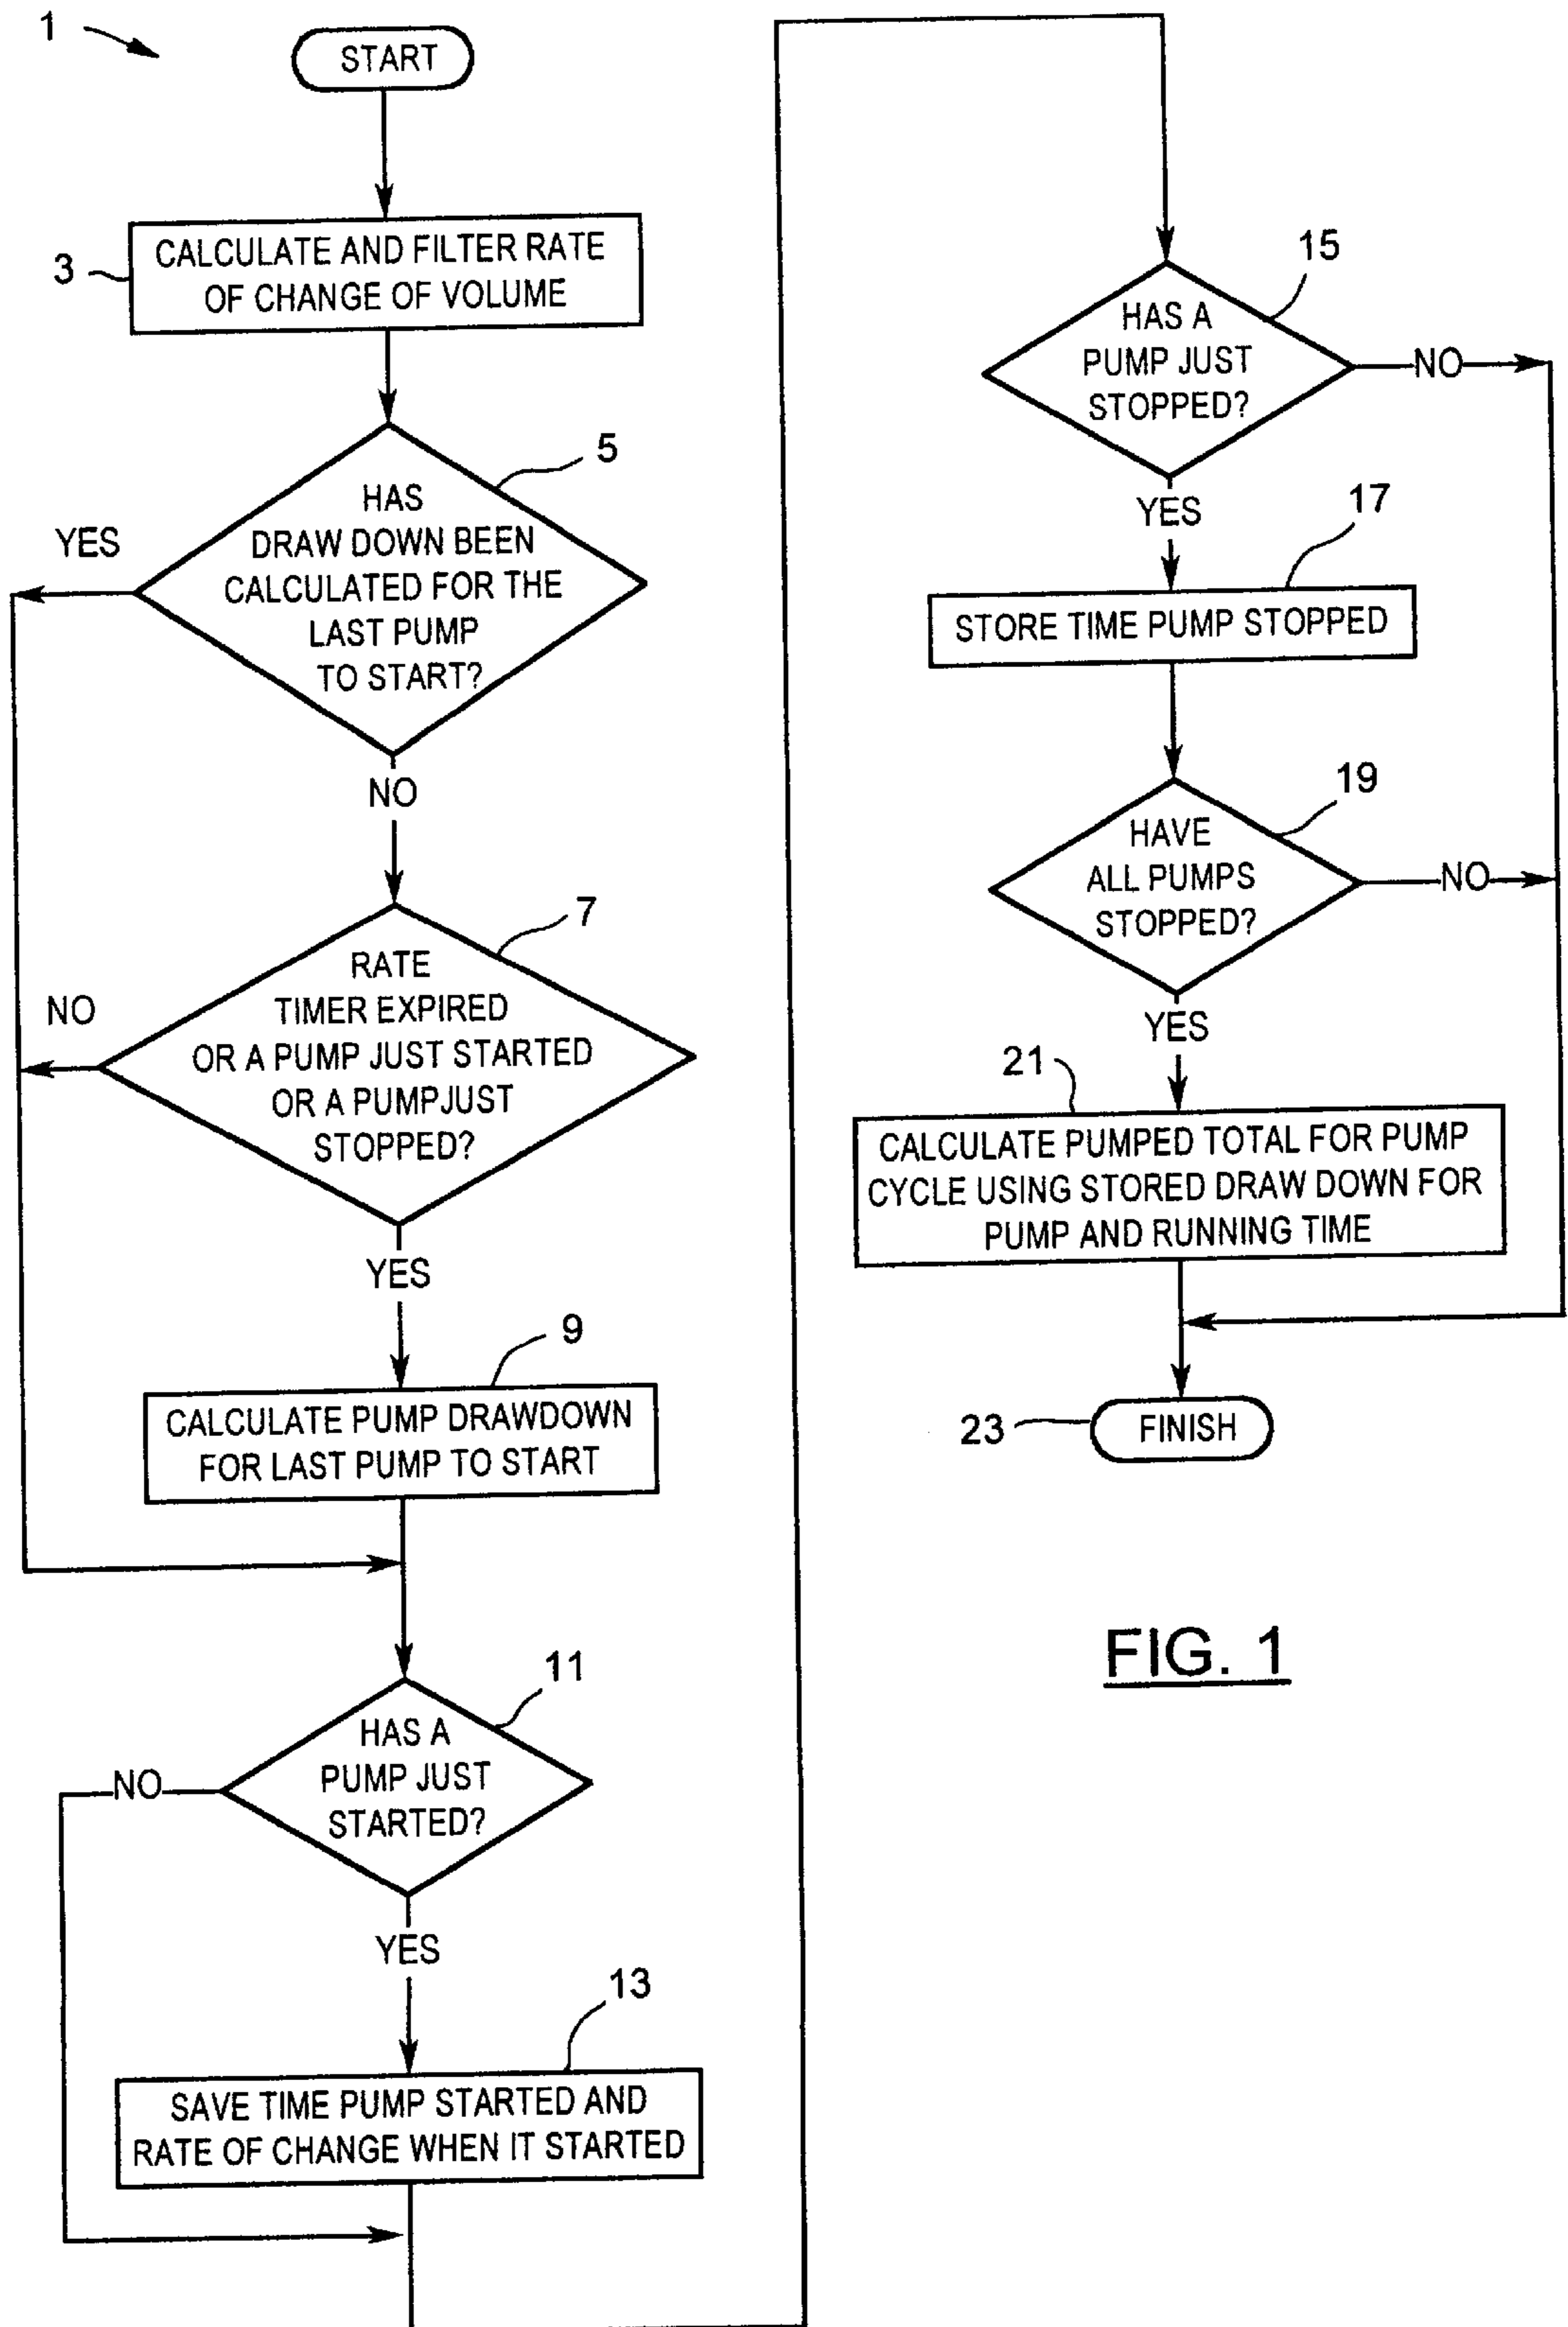 1
START
3
CALCULATE AND FILTER RATE
OF CHANGE OF VOLUME
5
HAS
DRAW DOWN BEEN
CALCULATED FOR THE
LAST PUMP
TO START?
YES
NO
7
RATE
TIMER EXPIRED
OR A PUMP JUST STARTED
OR A PUMPJUST
STOPPED?
NO
YES
9
CALCULATE PUMP DRAWDOWN
FOR LAST PUMP TO START
11
HAS A
PUMP JUST
STARTED?
NO
YES
13
SAVE TIME PUMP STARTED AND
RATE OF CHANGE WHEN IT STARTED
15
HAS A
PUMP JUST
STOPPED?
NO
YES
17
STORE TIME PUMP STOPPED
19
HAVE
ALL PUMPS
STOPPED?
NO
YES
21
CALCULATE PUMPED TOTAL FOR PUMP
CYCLE USING STORED DRAW DOWN FOR
PUMP AND RUNNING TIME
23
FINISH
FIG. 1